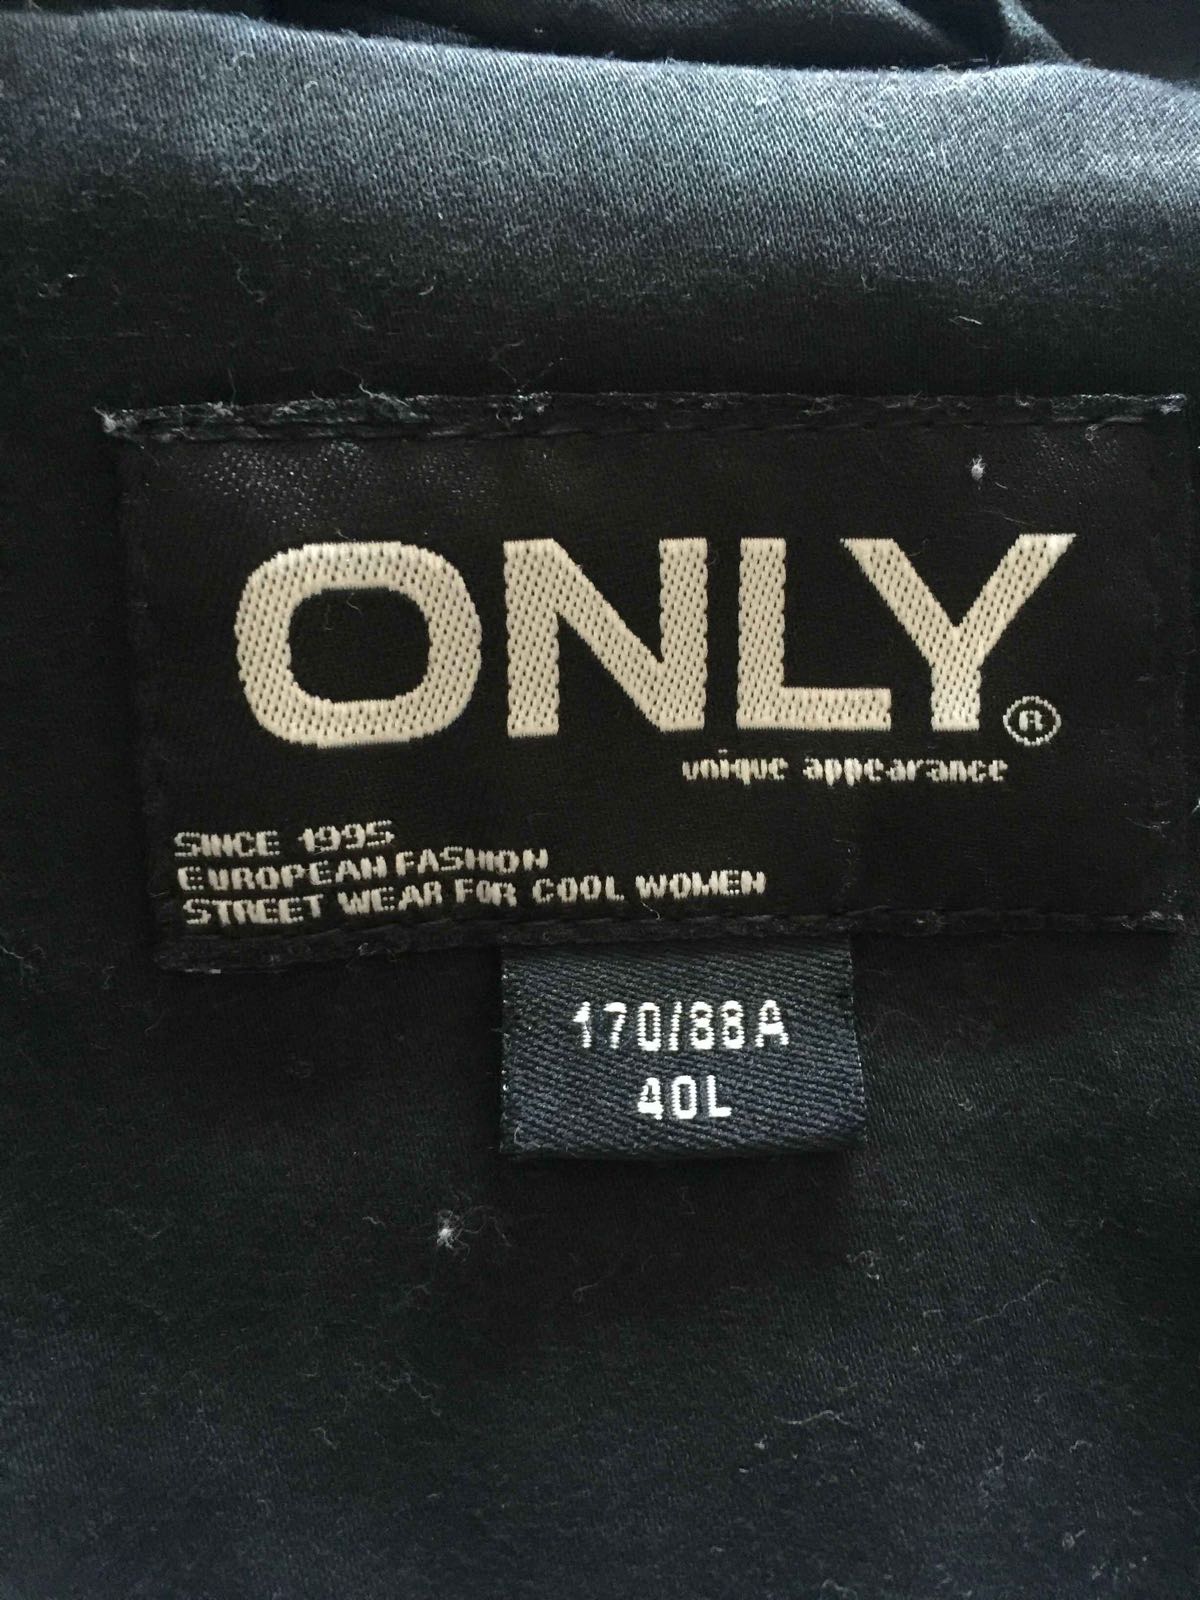 ONLY®
unique appearance
SINCE 1995
EUROPEAN FASHION
STREET WEAR FOR COOL WOMEN
170/88A
40L